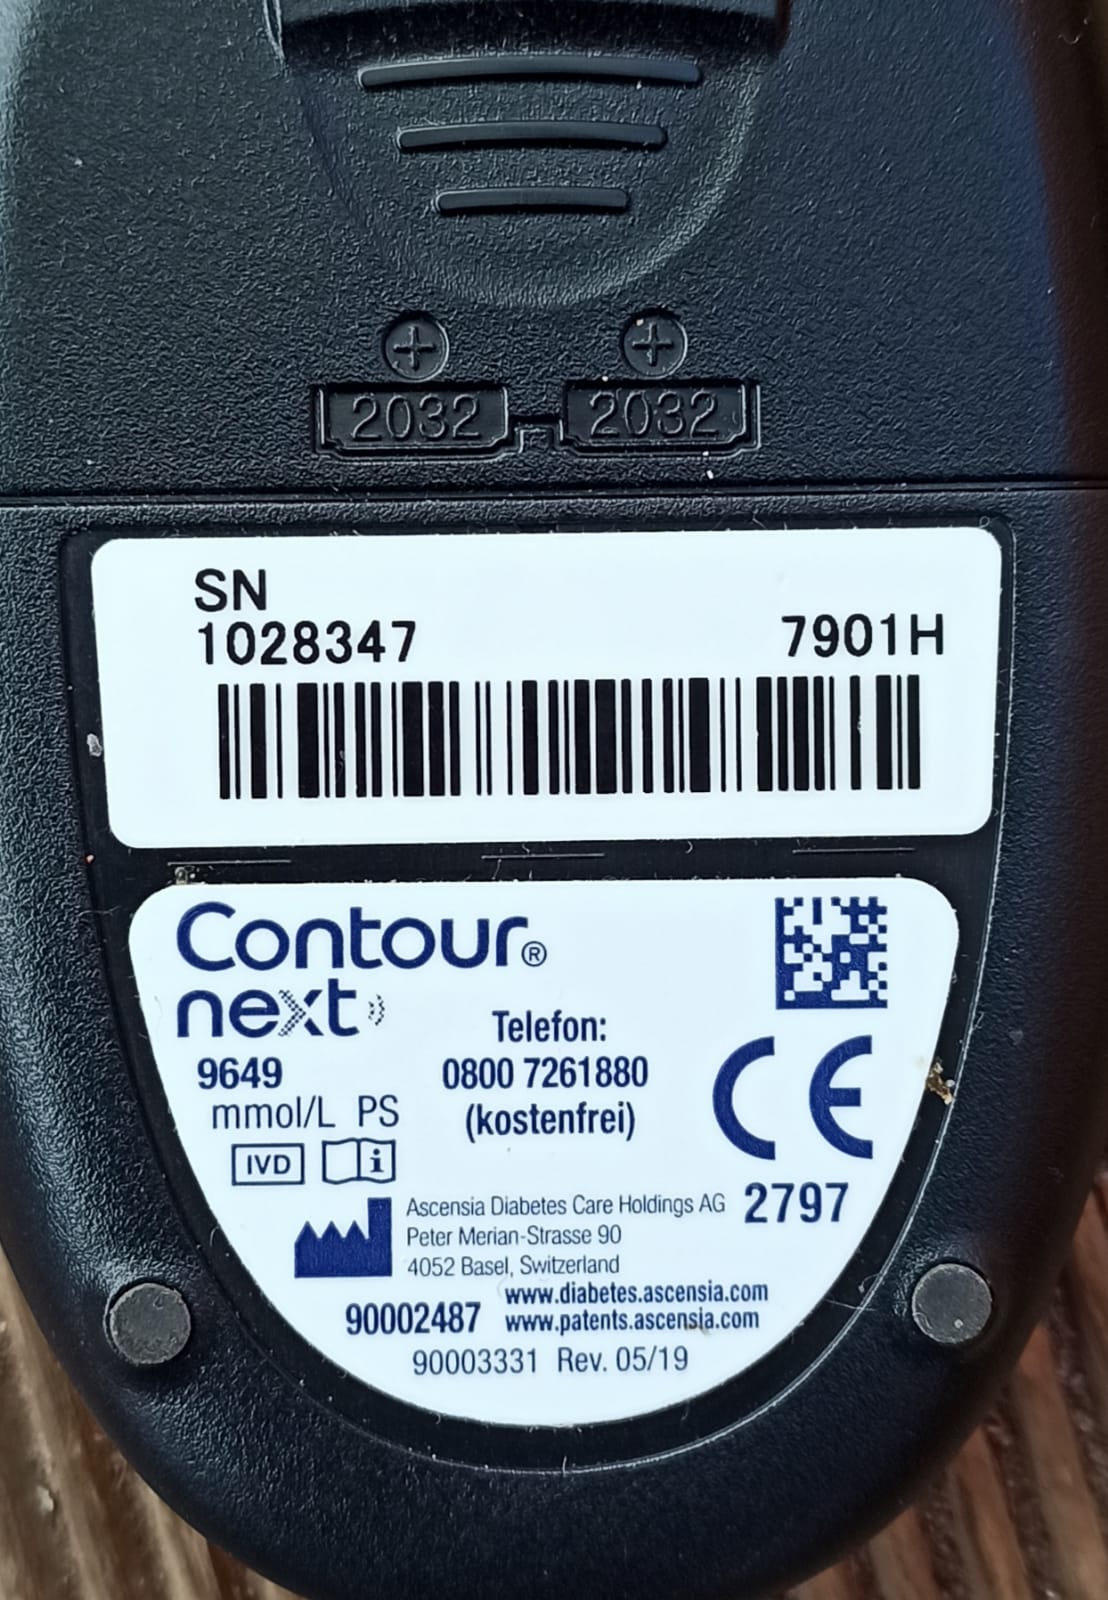 2032 2032
SN
1028347 7901H
Contour®
next
Telefon:
9649 0800 7261880
mmol/L PS (kostenfrei)
IVD i
CE
2797
Ascensia Diabetes Care Holdings AG
Peter Merian-Strasse 90
4052 Basel, Switzerland
www.diabetes.ascensia.com
90002487 www.patents.ascensia.com
90003331 Rev. 05/19